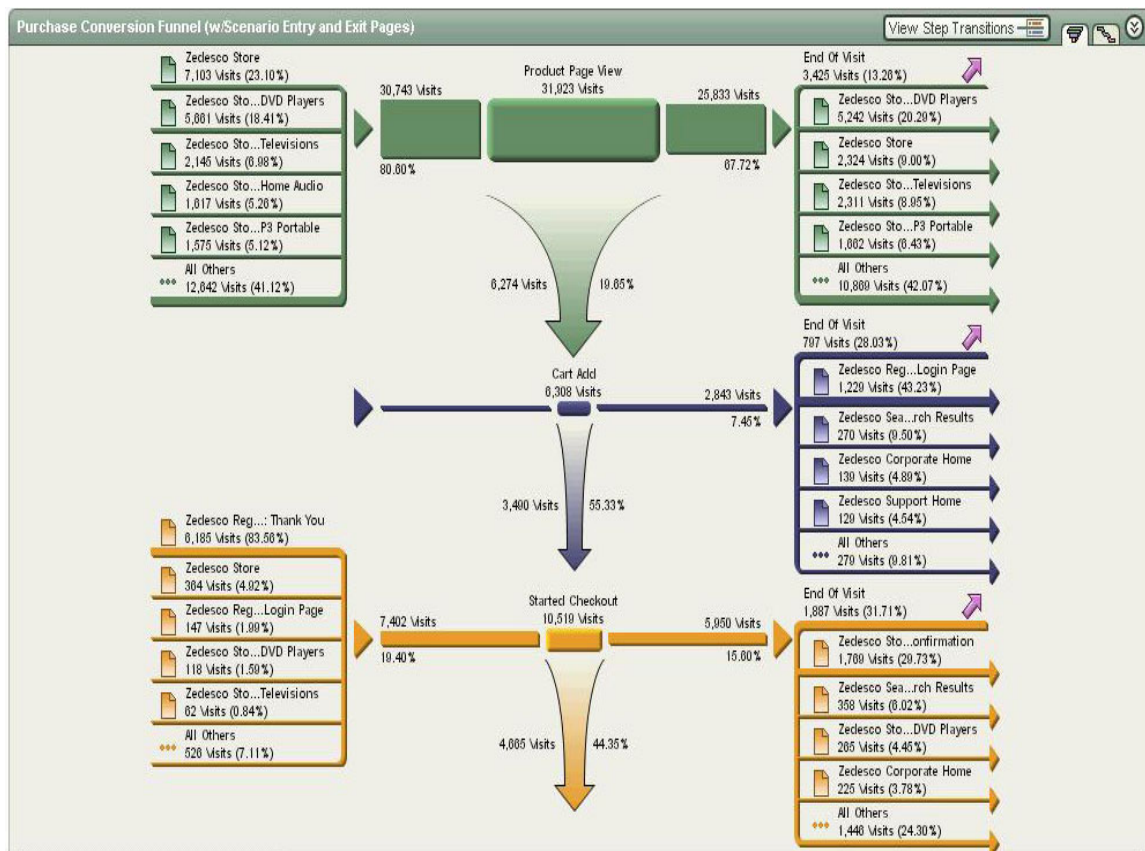 Purchase Conversion Funnel (w/Scenario Entry and Exit Pages)
View Step Transitions
Zedesco Store
7,103 Visits (23.10%)
Zedesco Sto...DVD Players
5,661 Visits (18.41%)
Zedesco Sto...Televisions
2,145 Visits (6.98%)
Zedesco Sto...Home Audio
1,617 Visits (5.26%)
Zedesco Sto...P3 Portable
1,575 Visits (5.12%)
All Others
12,642 Visits (41.12%)
30,743 Visits
80.60%
Product Page View
31,923 Visits
25,833 Visits
67.72%
End Of Visit
3,425 Visits (13.26%)
Zedesco Sto...DVD Players
5,242 Visits (20.29%)
Zedesco Store
2,324 Visits (9.00%)
Zedesco Sto...Televisions
2,311 Visits (8.95%)
Zedesco Sto...P3 Portable
1,662 Visits (6.43%)
All Others
10,869 Visits (42.07%)
6,274 Visits
19.65%
Cart Add
6,308 Visits
2,843 Visits
7.45%
End Of Visit
797 Visits (28.03%)
Zedesco Reg...Login Page
1,229 Visits (43.23%)
Zedesco Sea...rch Results
270 Visits (9.50%)
Zedesco Corporate Home
139 Visits (4.89%)
Zedesco Support Home
129 Visits (4.54%)
All Others
279 Visits (9.81%)
3,490 Visits
55.33%
Zedesco Reg...: Thank You
6,185 Visits (83.56%)
Zedesco Store
364 Visits (4.92%)
Zedesco Reg...Login Page
147 Visits (1.99%)
Zedesco Sto...DVD Players
118 Visits (1.59%)
Zedesco Sto...Televisions
62 Visits (0.84%)
All Others
526 Visits (7.11%)
7,402 Visits
19.40%
Started Checkout
10,519 Visits
5,950 Visits
15.60%
End Of Visit
1,887 Visits (31.71%)
Zedesco Sto...onfirmation
1,769 Visits (29.73%)
Zedesco Sea...rch Results
358 Visits (6.02%)
Zedesco Sto...DVD Players
265 Visits (4.45%)
Zedesco Corporate Home
225 Visits (3.78%)
All Others
1,446 Visits (24.30%)
4,665 Visits
44.35%